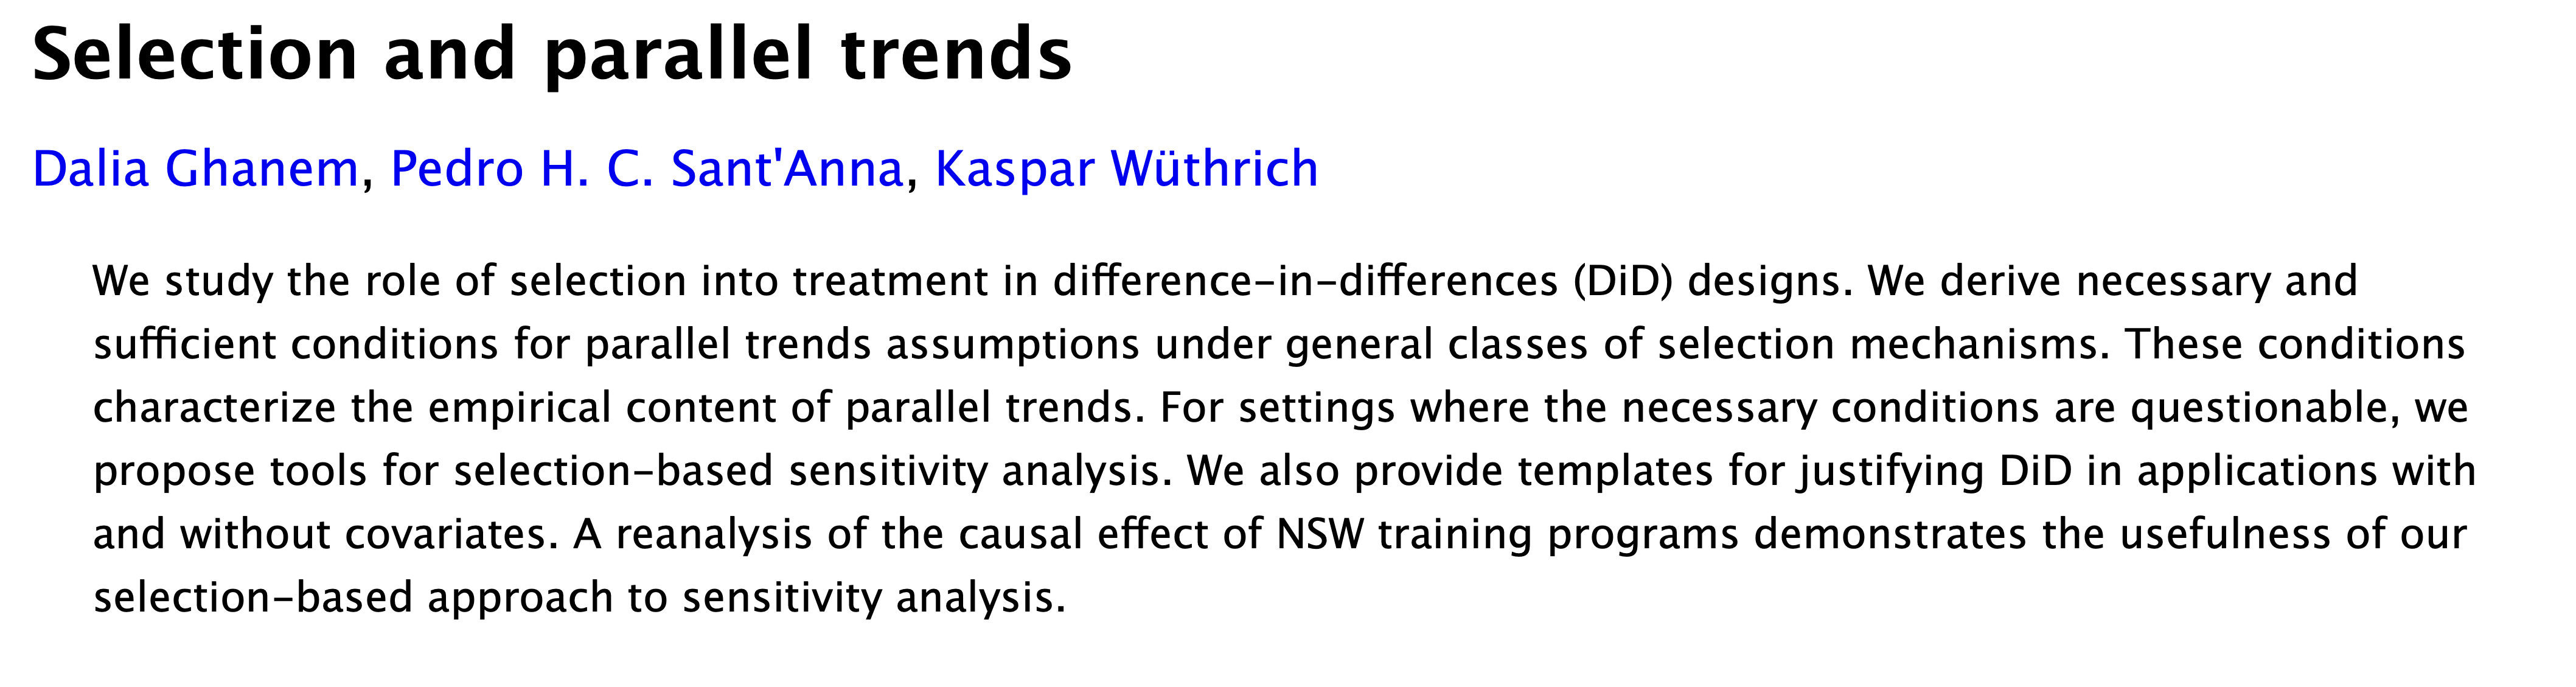 Selection and parallel trends
Dalia Ghanem, Pedro H. C. Sant'Anna, Kaspar Wüthrich
We study the role of selection into treatment in difference-in-differences (DiD) designs. We derive necessary and
sufficient conditions for parallel trends assumptions under general classes of selection mechanisms. These conditions
characterize the empirical content of parallel trends. For settings where the necessary conditions are questionable, we
propose tools for selection-based sensitivity analysis. We also provide templates for justifying DiD in applications with
and without covariates. A reanalysis of the causal effect of NSW training programs demonstrates the usefulness of our
selection-based approach to sensitivity analysis.